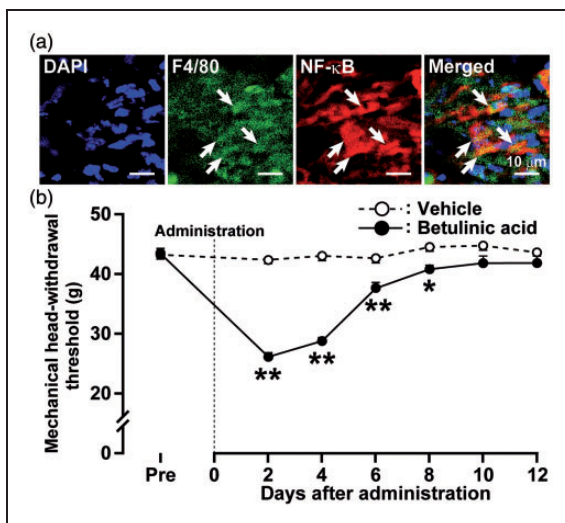 (a)
DAPI F4/80 NF-κB Merged
10 μm
(b)
50
40
30
20
0
Mechanical head-withdrawal
threshold (g)
Administration
: Vehicle
: Betulinic acid
** ** ** *
Pre 0 2 4 6 8 10 12
Days after administration